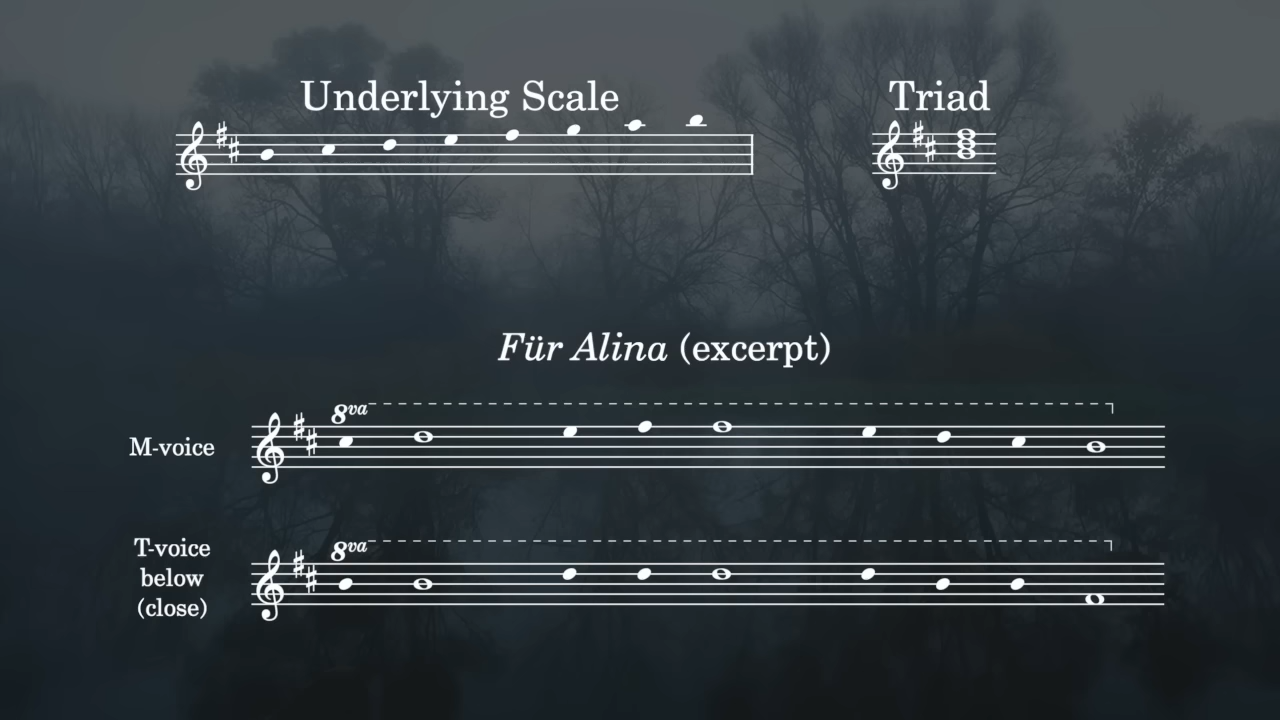 Underlying Scale
Triad
Für Alina (excerpt)
8va
M-voice
8va
T-voice
below
(close)